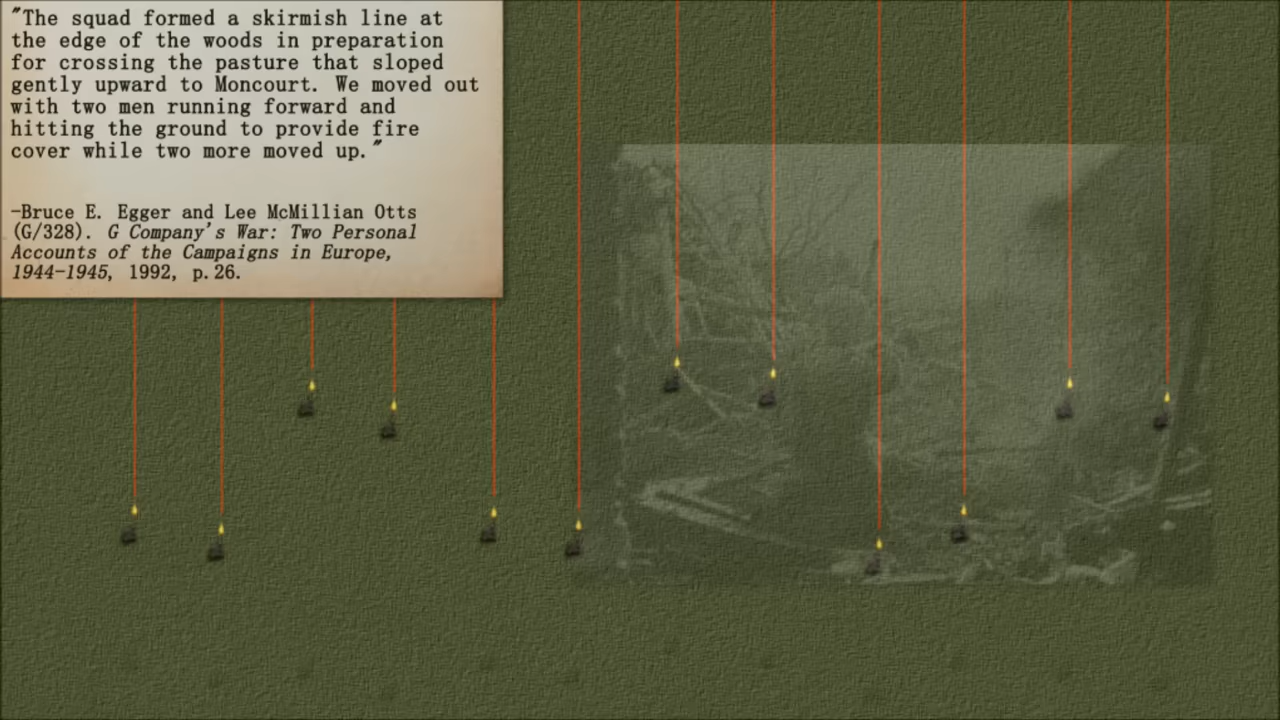 "The squad formed a skirmish line at
the edge of the woods in preparation
for crossing the pasture that sloped
gently upward to Moncourt. We moved out
with two men running forward and
hitting the ground to provide fire
cover while two more moved up."
-Bruce E. Egger and Lee McMillian Otts
(G/328). G Company's War: Two Personal
Accounts of the Campaigns in Europe,
1944-1945, 1992, p.26.